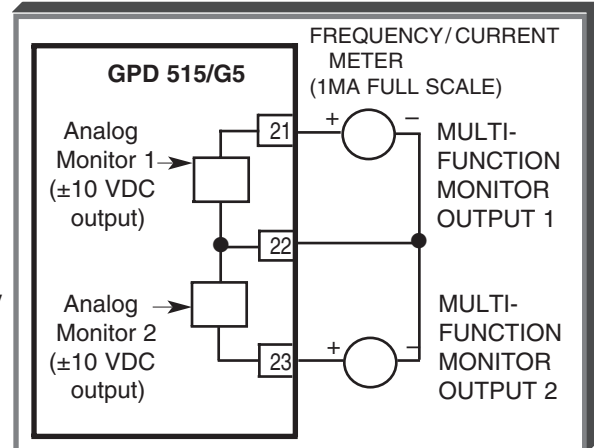 FREQUENCY/CURRENT
METER
(1MA FULL SCALE)
GPD 515/G5
Analog
Monitor 1
(±10 VDC
output)
21
+
–
MULTI-
FUNCTION
MONITOR
OUTPUT 1
22
Analog
Monitor 2
(±10 VDC
output)
23
+
–
MULTI-
FUNCTION
MONITOR
OUTPUT 2